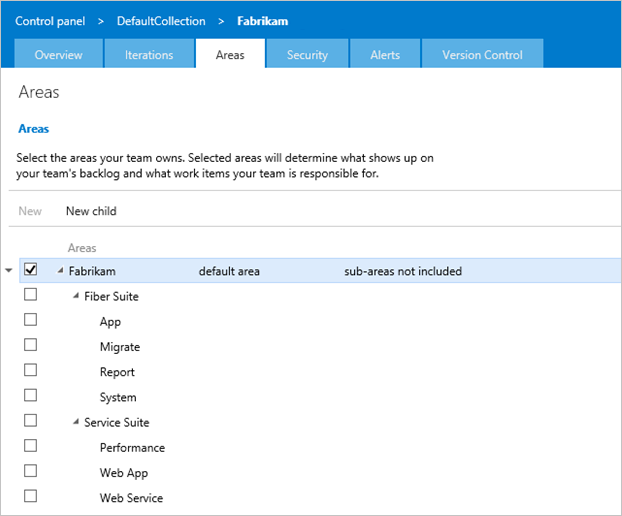 Control panel > DefaultCollection > Fabrikam
Overview Iterations Areas Security Alerts Version Control
Areas
Areas
Select the areas your team owns. Selected areas will determine what shows up on
your team's backlog and what work items your team is responsible for.
New New child
Areas
Fabrikam default area sub-areas not included
Fiber Suite
App
Migrate
Report
System
Service Suite
Performance
Web App
Web Service